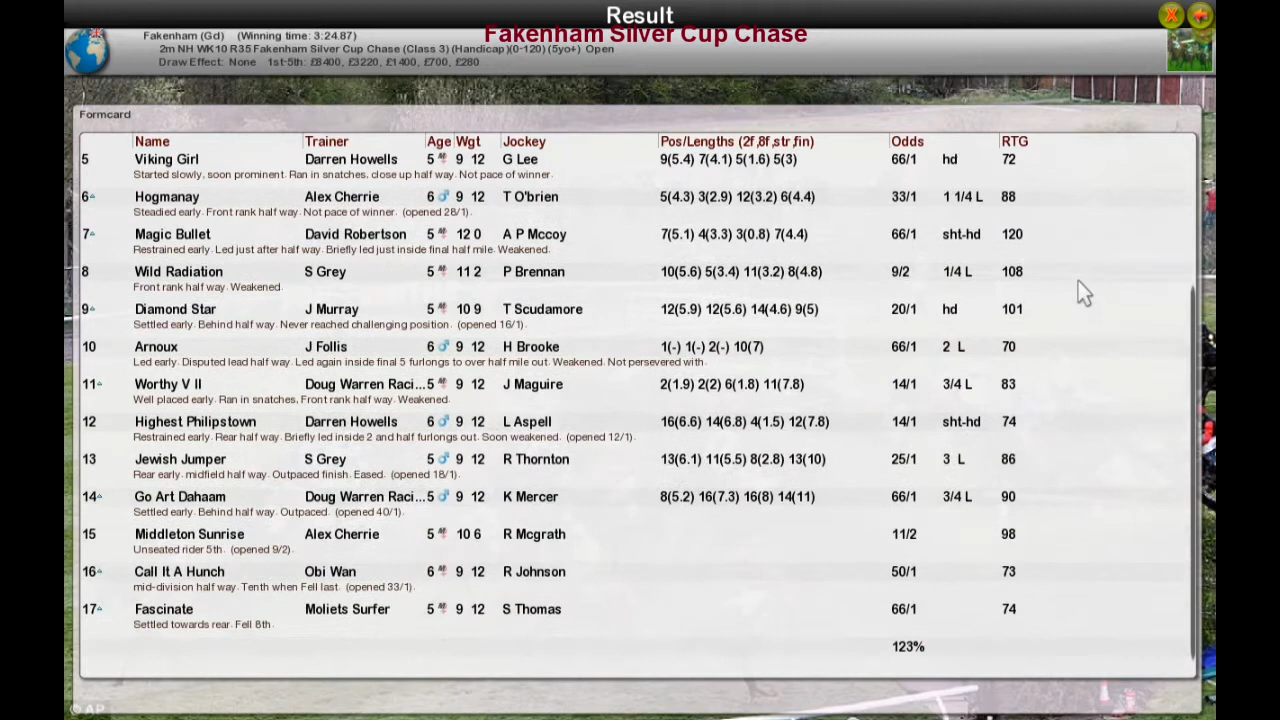 Result
Fakenham Silver Cup Chase
Fakenham (Gd) (Winning time: 3:24.87)
2m NH WK10 R35 Fakenham Silver Cup Chase (Class 3) (Handicap)(0-120) (5yo+) Open
Draw Effect: None 1st-5th: £8400, £3220, £1400, £700, £280
Formcard
Name Trainer Age Wgt Jockey Pos/Lengths (2f,8f,str,fin) Odds RTG
5 Viking Girl Darren Howells 5 9 12 G Lee 9(5.4) 7(4.1) 5(1.6) 5(3) 66/1 hd 72
Started slowly, soon prominent. Ran in snatches, close up half way. Not pace of winner.
6 Hogmanay Alex Cherrie 6 9 12 T O'brien 5(4.3) 3(2.9) 12(3.2) 6(4.4) 33/1 1 1/4 L 88
Steadied early. Front rank half way. Not pace of winner. (opened 28/1).
7 Magic Bullet David Robertson 5 12 0 A P Mccoy 7(5.1) 4(3.3) 3(0.8) 7(4.4) 66/1 sht-hd 120
Restrained early. Led just after half way. Briefly led just inside final half mile. Weakened.
8 Wild Radiation S Grey 5 11 2 P Brennan 10(5.6) 5(3.4) 11(3.2) 8(4.8) 9/2 1/4 L 108
Front rank half way. Weakened.
9 Diamond Star J Murray 5 10 9 T Scudamore 12(5.9) 12(5.6) 14(4.6) 9(5) 20/1 hd 101
Settled early. Behind half way. Never reached challenging position. (opened 16/1).
10 Arnoux J Follis 6 9 12 H Brooke 1(-) 1(-) 2(-) 10(7) 66/1 2 L 70
Led early. Disputed lead half way. Led again inside final 5 furlongs to over half mile out. Weakened. Not persevered with.
11 Worthy V II Doug Warren Raci... 5 9 12 J Maguire 2(1.9) 2(2) 6(1.8) 11(7.8) 14/1 3/4 L 83
Well placed early. Ran in snatches, Front rank half way. Weakened.
12 Highest Philipstown Darren Howells 6 9 12 L Aspell 16(6.6) 14(6.8) 4(1.5) 12(7.8) 14/1 sht-hd 74
Restrained early. Rear half way. Briefly led inside 2 and half furlongs out. Soon weakened. (opened 12/1).
13 Jewish Jumper S Grey 5 9 12 R Thornton 13(6.1) 11(5.5) 8(2.8) 13(10) 25/1 3 L 86
Rear early. midfield half way. Outpaced finish. Eased. (opened 18/1).
14 Go Art Dahaam Doug Warren Raci... 5 9 12 K Mercer 8(5.2) 16(7.3) 16(8) 14(11) 66/1 3/4 L 90
Settled early. Behind half way. Outpaced. (opened 40/1).
15 Middleton Sunrise Alex Cherrie 5 10 6 R Mcgrath 11/2 98
Unseated rider 5th. (opened 9/2).
16 Call It A Hunch Obi Wan 6 9 12 R Johnson 50/1 73
mid-division half way. Tenth when Fell last. (opened 33/1).
17 Fascinate Moliets Surfer 5 9 12 S Thomas 66/1 74
Settled towards rear. Fell 8th.
123%
© AP